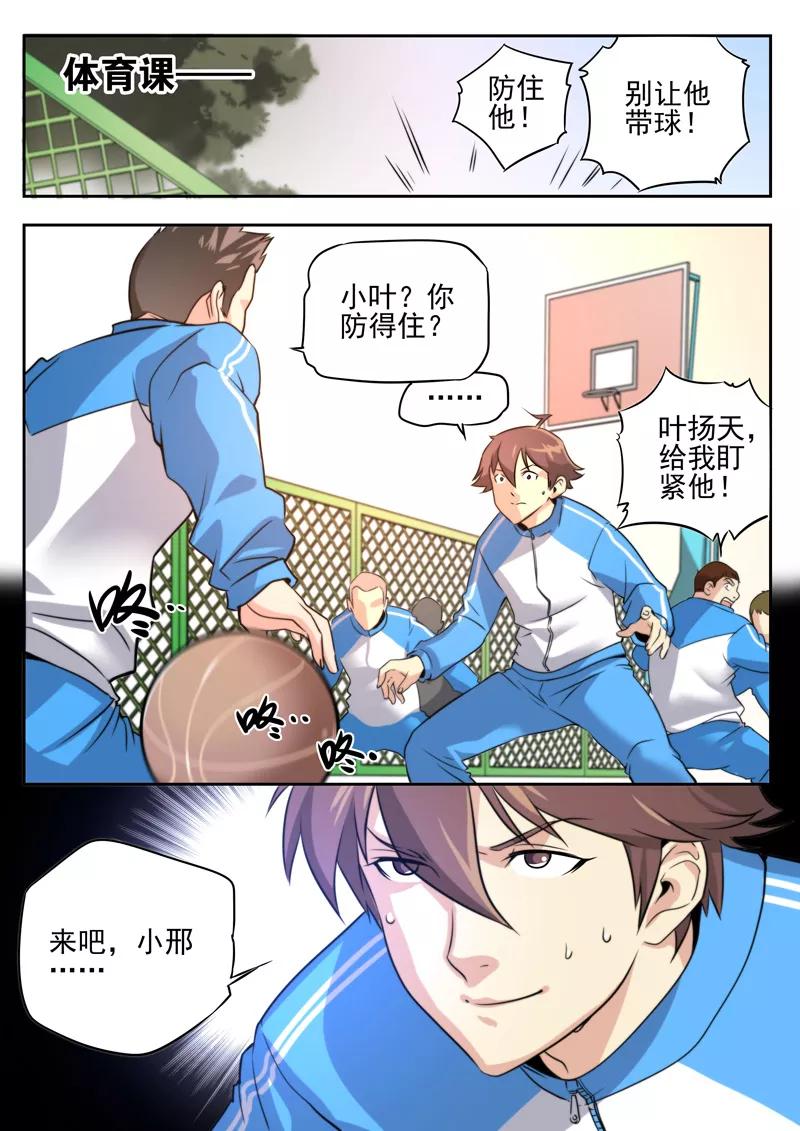 体育课——
防住
他！
别让他
带球！
小叶？你
防得住？
……
叶扬天，
给我盯
紧他！
咚‥
咚‥
咚‥
来吧，小邢
……